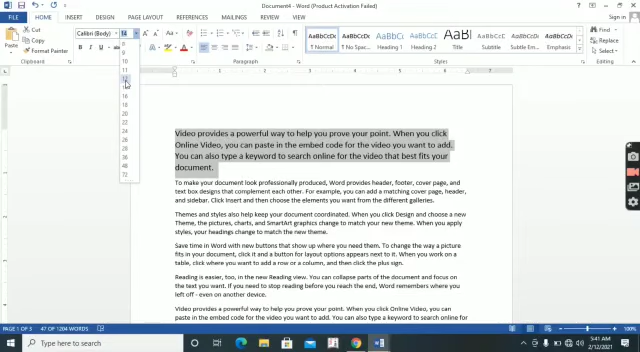 Document4 - Word (Product Activation Failed)
Sign in
FILE HOME INSERT DESIGN PAGE LAYOUT REFERENCES MAILINGS REVIEW VIEW
Cut
Copy
Format Painter
Paste
Clipboard
Calibri (Body) 14
Paragraph
AaBbCcDc AaBbCcDc AaBbCc AaBbCcD AaBl AaBbCcD AaBbCcDc AaBbCcDc
¶ Normal ¶ No Spac... Heading 1 Heading 2 Title Subtitle Subtle Em... Emphasis
Styles
Find
Replace
Select
Editing
8
9
10
11
12
16
18
20
22
24
26
28
36
48
72
Video provides a powerful way to help you prove your point. When you click
Online Video, you can paste in the embed code for the video you want to add.
You can also type a keyword to search online for the video that best fits your
document.
To make your document look professionally produced, Word provides header, footer, cover page, and
text box designs that complement each other. For example, you can add a matching cover page, header,
and sidebar. Click Insert and then choose the elements you want from the different galleries.
Themes and styles also help keep your document coordinated. When you click Design and choose a new
Theme, the pictures, charts, and SmartArt graphics change to match your new theme. When you apply
styles, your headings change to match the new theme.
Save time in Word with new buttons that show up where you need them. To change the way a picture
fits in your document, click it and a button for layout options appears next to it. When you work on a
table, click where you want to add a row or a column, and then click the plus sign.
Reading is easier, too, in the new Reading view. You can collapse parts of the document and focus on
the text you want. If you need to stop reading before you reach the end, Word remembers where you
left off - even on another device.
Video provides a powerful way to help you prove your point. When you click Online Video, you can
paste in the embed code for the video you want to add. You can also type a keyword to search online for
PAGE 1 OF 3 47 OF 1204 WORDS
100%
Type here to search
5:41 AM
2/12/2021